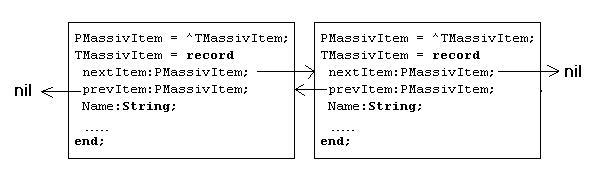 PMassivItem = ^TMassivItem;
TMassivItem = record
nextItem:PMassivItem;
prevItem:PMassivItem;
Name:String;
.....
end;
PMassivItem = ^TMassivItem;
TMassivItem = record
nextItem:PMassivItem;
prevItem:PMassivItem;
Name:String;
.....
end;
nil
nil